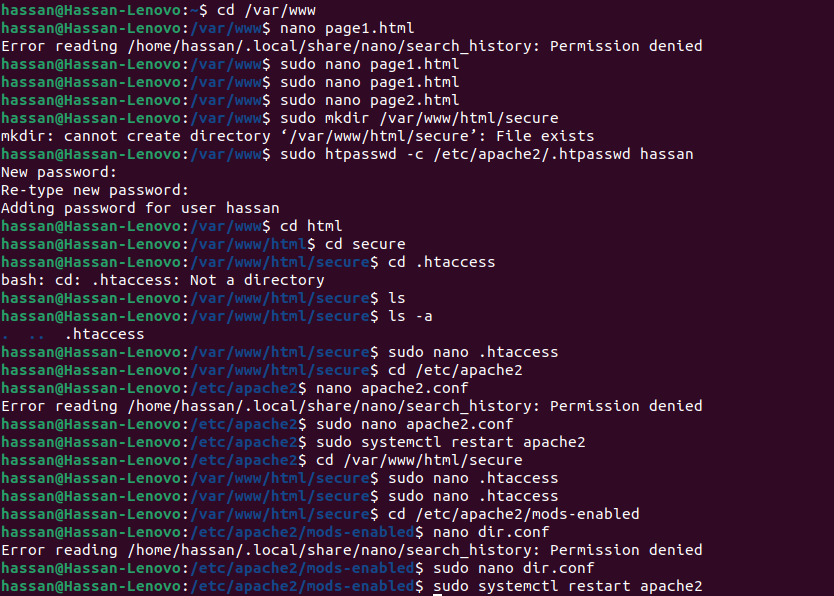 hassan@Hassan-Lenovo:~$ cd /var/www
hassan@Hassan-Lenovo:/var/www$ nano page1.html
Error reading /home/hassan/.local/share/nano/search_history: Permission denied
hassan@Hassan-Lenovo:/var/www$ sudo nano page1.html
hassan@Hassan-Lenovo:/var/www$ sudo nano page1.html
hassan@Hassan-Lenovo:/var/www$ sudo nano page2.html
hassan@Hassan-Lenovo:/var/www$ sudo mkdir /var/www/html/secure
mkdir: cannot create directory ‘/var/www/html/secure’: File exists
hassan@Hassan-Lenovo:/var/www$ sudo htpasswd -c /etc/apache2/.htpasswd hassan
New password:
Re-type new password:
Adding password for user hassan
hassan@Hassan-Lenovo:/var/www$ cd html
hassan@Hassan-Lenovo:/var/www/html$ cd secure
hassan@Hassan-Lenovo:/var/www/html/secure$ cd .htaccess
bash: cd: .htaccess: Not a directory
hassan@Hassan-Lenovo:/var/www/html/secure$ ls
hassan@Hassan-Lenovo:/var/www/html/secure$ ls -a
.  ..  .htaccess
hassan@Hassan-Lenovo:/var/www/html/secure$ sudo nano .htaccess
hassan@Hassan-Lenovo:/var/www/html/secure$ cd /etc/apache2
hassan@Hassan-Lenovo:/etc/apache2$ nano apache2.conf
Error reading /home/hassan/.local/share/nano/search_history: Permission denied
hassan@Hassan-Lenovo:/etc/apache2$ sudo nano apache2.conf
hassan@Hassan-Lenovo:/etc/apache2$ sudo systemctl restart apache2
hassan@Hassan-Lenovo:/etc/apache2$ cd /var/www/html/secure
hassan@Hassan-Lenovo:/var/www/html/secure$ sudo nano .htaccess
hassan@Hassan-Lenovo:/var/www/html/secure$ sudo nano .htaccess
hassan@Hassan-Lenovo:/var/www/html/secure$ cd /etc/apache2/mods-enabled
hassan@Hassan-Lenovo:/etc/apache2/mods-enabled$ nano dir.conf
Error reading /home/hassan/.local/share/nano/search_history: Permission denied
hassan@Hassan-Lenovo:/etc/apache2/mods-enabled$ sudo nano dir.conf
hassan@Hassan-Lenovo:/etc/apache2/mods-enabled$ sudo systemctl restart apache2